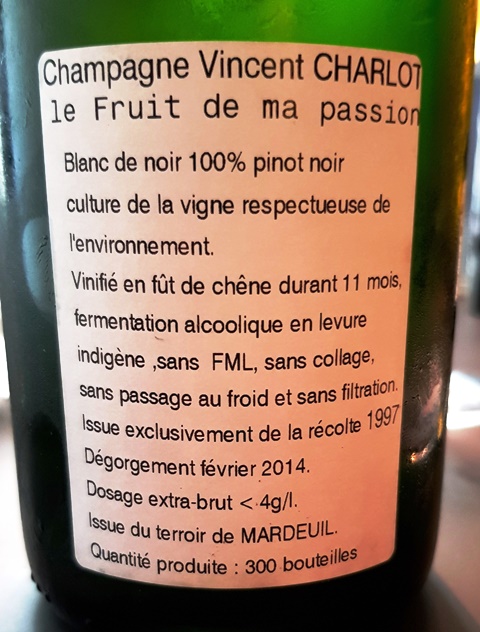 Champagne Vincent CHARLOT
le Fruit de ma passion
Blanc de noir 100% pinot noir
culture de la vigne respectueuse de
l'environnement.
Vinifié en fût de chêne durant 11 mois,
fermentation alcoolique en levure
indigène ,sans FML, sans collage,
sans passage au froid et sans filtration.
Issue exclusivement de la récolte 1997
Dégorgement février 2014.
Dosage extra-brut < 4g/l.
Issue du terroir de MARDEUIL.
Quantité produite : 300 bouteilles